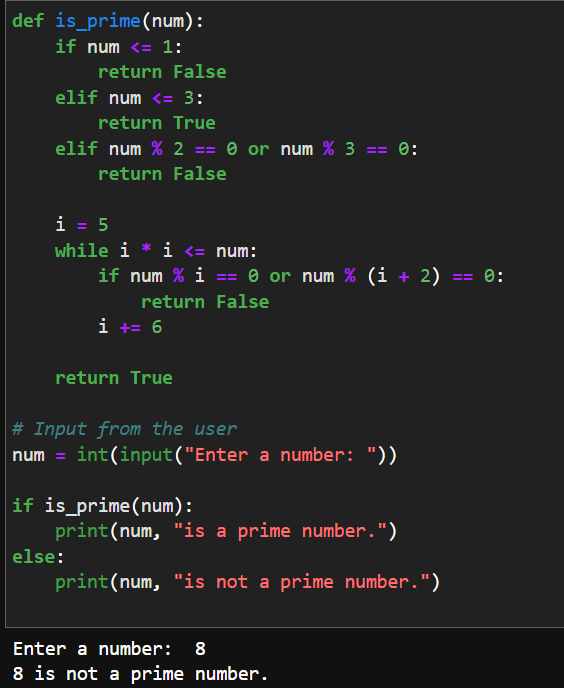 def is_prime(num):
    if num <= 1:
        return False
    elif num <= 3:
        return True
    elif num % 2 == 0 or num % 3 == 0:
        return False

    i = 5
    while i * i <= num:
        if num % i == 0 or num % (i + 2) == 0:
            return False
        i += 6

    return True

# Input from the user
num = int(input("Enter a number: "))

if is_prime(num):
    print(num, "is a prime number.")
else:
    print(num, "is not a prime number.")

Enter a number:  8
8 is not a prime number.